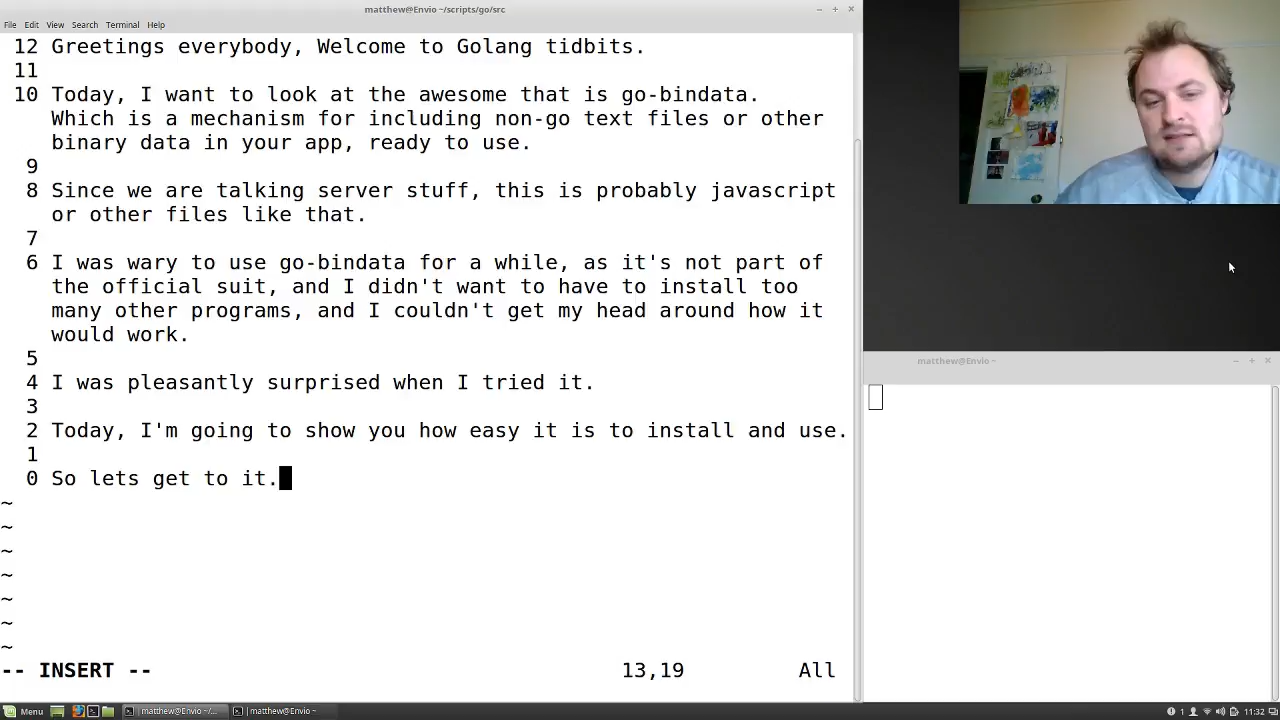 matthew@Envio:~/scripts/go/src
File Edit View Search Terminal Help
12 Greetings everybody, Welcome to Golang tidbits.
11
10 Today, I want to look at the awesome that is go-bindata.
Which is a mechanism for including non-go text files or other
binary data in your app, ready to use.
9
8 Since we are talking server stuff, this is probably javascript
or other files like that.
7
6 I was wary to use go-bindata for a while, as it's not part of
the official suit, and I didn't want to have to install too
many other programs, and I couldn't get my head around how it
would work.
5
4 I was pleasantly surprised when I tried it.
3
2 Today, I'm going to show you how easy it is to install and use.
1
0 So lets get to it.
~
~
~
~
~
~
~
-- INSERT -- 13,19 All
matthew@Envio ~
Menu matthew@Envio ~/... matthew@Envio ~ 1 11:32